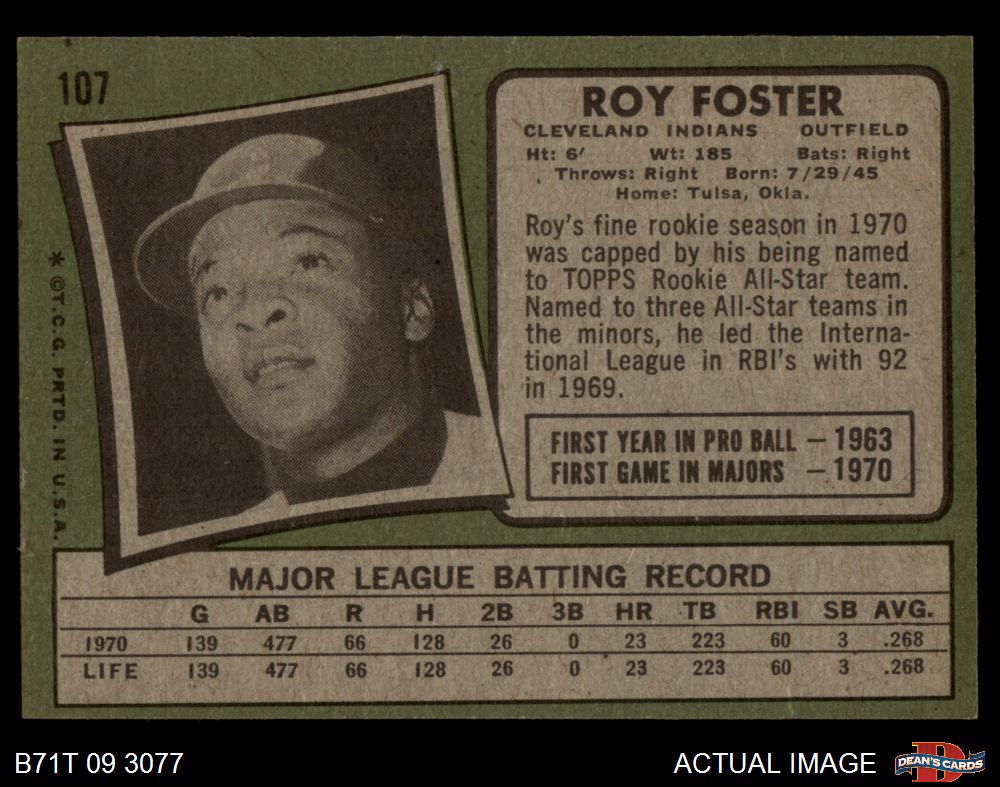 107
ROY FOSTER
CLEVELAND INDIANS OUTFIELD
Ht: 6' Wt: 185 Bats: Right
Throws: Right Born: 7/29/45
Home: Tulsa, Okla.
Roy's fine rookie season in 1970
was capped by his being named
to TOPPS Rookie All-Star team.
Named to three All-Star teams in
the minors, he led the Interna-
tional League in RBI's with 92
in 1969.
FIRST YEAR IN PRO BALL — 1963
FIRST GAME IN MAJORS — 1970
* ©T.C.G. PRTD. IN U.S.A.
MAJOR LEAGUE BATTING RECORD
G AB R H 2B 3B HR TB RBI SB AVG.
1970 139 477 66 128 26 0 23 223 60 3 .268
LIFE 139 477 66 128 26 0 23 223 60 3 .268
B71T 09 3077
ACTUAL IMAGE
DEAN'S CARDS